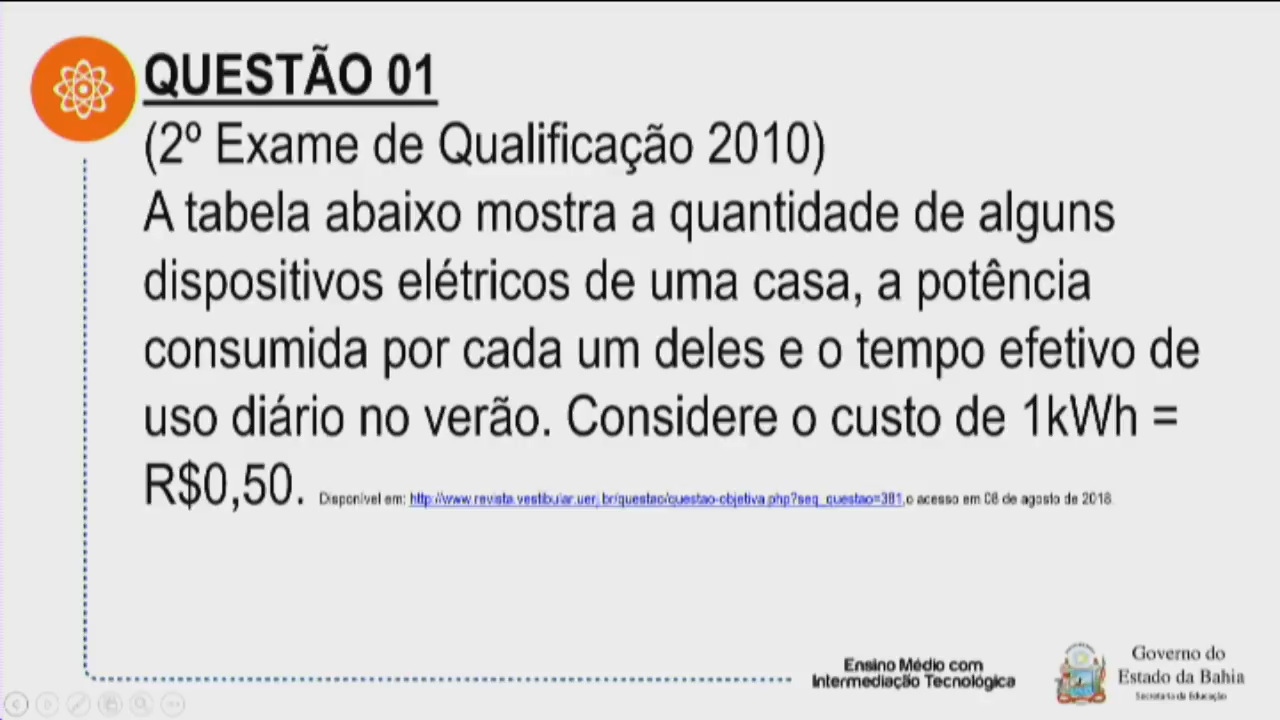 QUESTÃO 01
(2º Exame de Qualificação 2010)
A tabela abaixo mostra a quantidade de alguns
dispositivos elétricos de uma casa, a potência
consumida por cada um deles e o tempo efetivo de
uso diário no verão. Considere o custo de 1kWh =
R$0,50. Disponível em: http://www.revista.vestibular.uerj.br/questao/questao-objetiva.php?seq_questao=381,o acesso em 08 de agosto de 2018.
Ensino Médio com
Intermediação Tecnológica
Governo do
Estado da Bahia
Secretaria da Educação